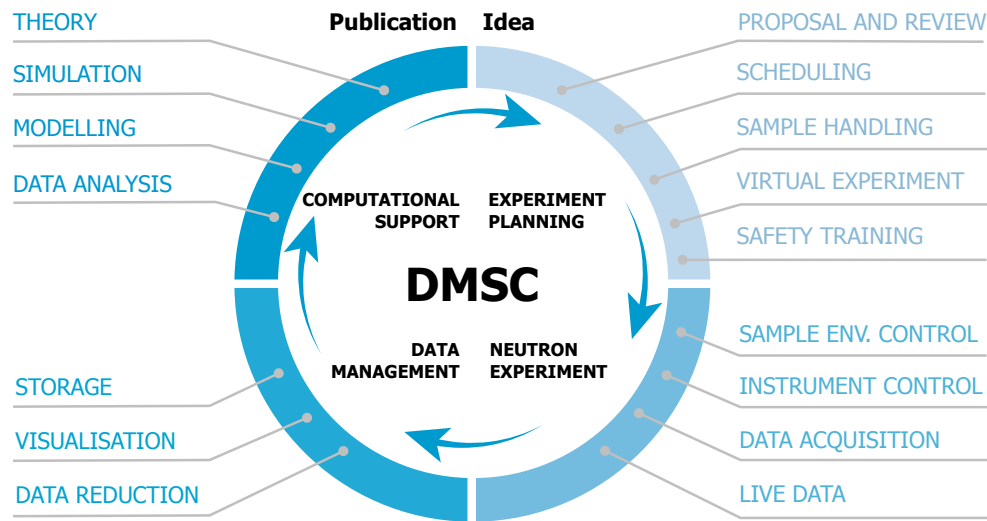 Publication
Idea
THEORY
SIMULATION
MODELLING
DATA ANALYSIS
PROPOSAL AND REVIEW
SCHEDULING
SAMPLE HANDLING
VIRTUAL EXPERIMENT
SAFETY TRAINING
COMPUTATIONAL
SUPPORT
EXPERIMENT
PLANNING
DMSC
DATA
MANAGEMENT
NEUTRON
EXPERIMENT
STORAGE
VISUALISATION
DATA REDUCTION
SAMPLE ENV. CONTROL
INSTRUMENT CONTROL
DATA ACQUISITION
LIVE DATA